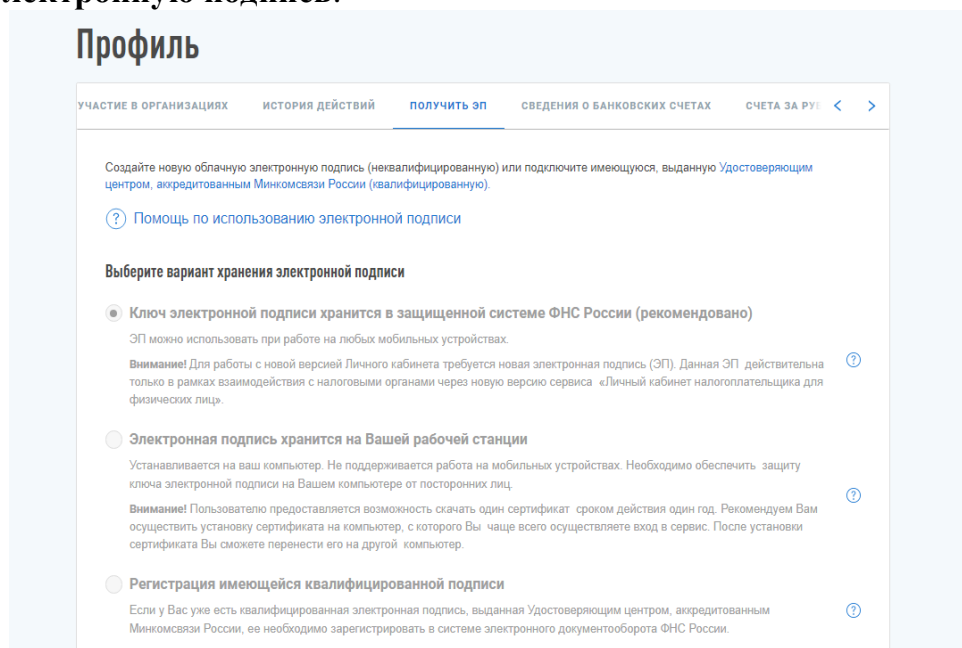 электронную подпись.
Профиль
УЧАСТИЕ В ОРГАНИЗАЦИЯХ ИСТОРИЯ ДЕЙСТВИЙ ПОЛУЧИТЬ ЭП СВЕДЕНИЯ О БАНКОВСКИХ СЧЕТАХ СЧЕТА ЗА РУБ < >
Создайте новую облачную электронную подпись (неквалифицированную) или подключите имеющуюся, выданную Удостоверяющим
центром, аккредитованным Минкомсвязи России (квалифицированную).
? Помощь по использованию электронной подписи
Выберите вариант хранения электронной подписи
Ключ электронной подписи хранится в защищенной системе ФНС России (рекомендовано)
ЭП можно использовать при работе на любых мобильных устройствах.
Внимание! Для работы с новой версией Личного кабинета требуется новая электронная подпись (ЭП). Данная ЭП действительна
только в рамках взаимодействия с налоговыми органами через новую версию сервиса «Личный кабинет налогоплательщика для
физических лиц».
?
Электронная подпись хранится на Вашей рабочей станции
Устанавливается на ваш компьютер. Не поддерживается работа на мобильных устройствах. Необходимо обеспечить защиту
ключа электронной подписи на Вашем компьютере от посторонних лиц.
?
Внимание! Пользователю предоставляется возможность скачать один сертификат сроком действия один год. Рекомендуем Вам
осуществить установку сертификата на компьютер, с которого Вы чаще всего осуществляете вход в сервис. После установки
сертификата Вы сможете перенести его на другой компьютер.
Регистрация имеющейся квалифицированной подписи
Если у Вас уже есть квалифицированная электронная подпись, выданная Удостоверяющим центром, аккредитованным
Минкомсвязи России, ее необходимо зарегистрировать в системе электронного документооборота ФНС России.
?